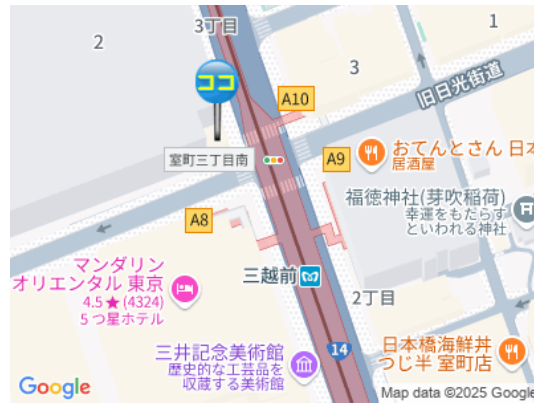 3丁目
2
1
ココ
3
A10
旧日光街道
室町三丁目南
A9
おてんとさん 日本
居酒屋
A8
福徳神社(芽吹稲荷)
幸運をもだらす
といわれる神社
マンダリン
オリエンタル 東京
4.5★(4324)
5 つ星ホテル
三越前
2丁目
三井記念美術館
歴史的な工芸品を
収蔵する美術館
14
日本橋海鮮丼
つじ半 室町店
Google
Map data ©2025 Google